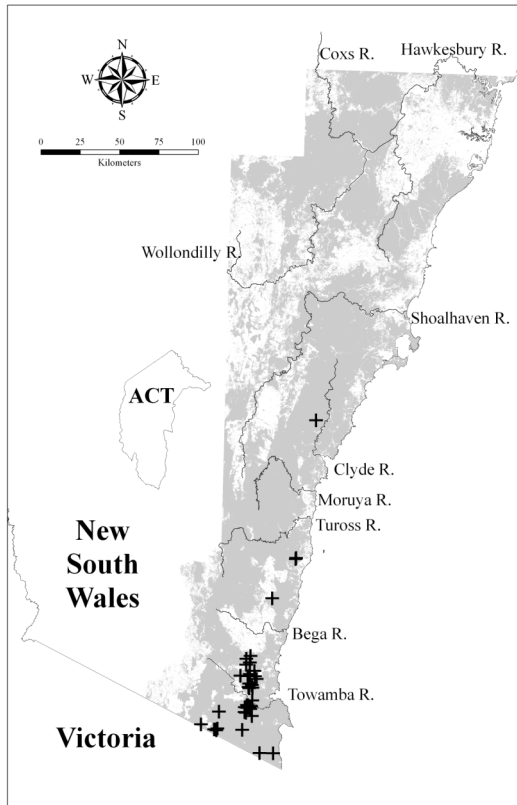 Coxs R.
Hawkesbury R.
N
W
E
S
0 25 50 100
Kilometers
Wollondilly R.
Shoalhaven R.
ACT
Clyde R.
Moruya R.
Tuross R.
New
South
Wales
Bega R.
Towamba R.
Victoria